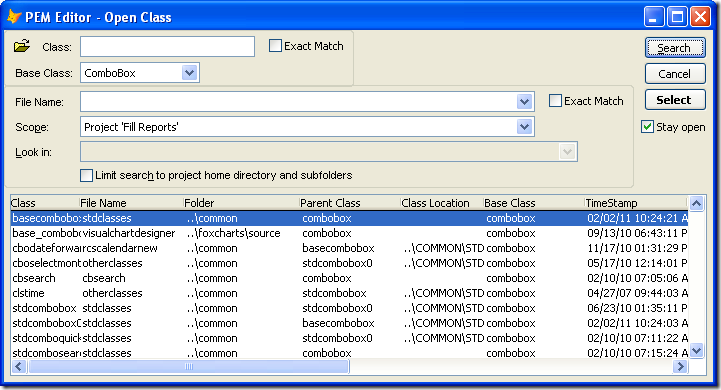 PEM Editor - Open Class
Class:
Exact Match
Search
Base Class: ComboBox
Cancel
File Name:
Exact Match
Select
Scope: Project 'Fill Reports'
Stay open
Look in:
Limit search to project home directory and subfolders
Class File Name Folder Parent Class Class Location Base Class TimeStamp
basecombobox stdclasses ..\common combobox combobox 02/02/11 10:24:21 A
base_combobo visualchartdesigner ..\foxcharts\source combobox combobox 09/13/10 06:43:11 P
cbodateforwar rcscalendarnew ..\common basecombobox ..\COMMON\STD combobox 11/17/10 01:31:29 P
cboselectmont otherclasses ..\common stdcombobox0 ..\COMMON\STD combobox 05/17/10 12:14:01 P
cbsearch cbsearch ..\common combobox combobox 02/10/10 07:05:06 A
clstime otherclasses ..\common stdcombobox0 ..\COMMON\STD combobox 04/27/07 09:44:03 A
stdcombobox stdclasses ..\common stdcombobox0 ..\COMMON\STD combobox 06/23/10 01:35:11 P
stdcombobox0 stdclasses ..\common basecombobox ..\COMMON\STD combobox 02/02/11 10:24:03 A
stdcomboquick stdclasses ..\common stdcombobox0 ..\COMMON\STD combobox 02/10/10 07:11:22 A
stdcombosear stdclasses ..\common combobox combobox 02/10/10 07:15:24 A